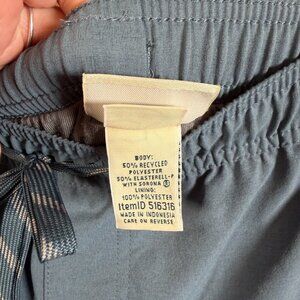 BODY:
50% RECYCLED
POLYESTER
50% ELASTERELL-P
WITH SORONA ®
LINING:
100% POLYESTER
ItemID 516316
MADE IN INDONESIA
CARE ON REVERSE